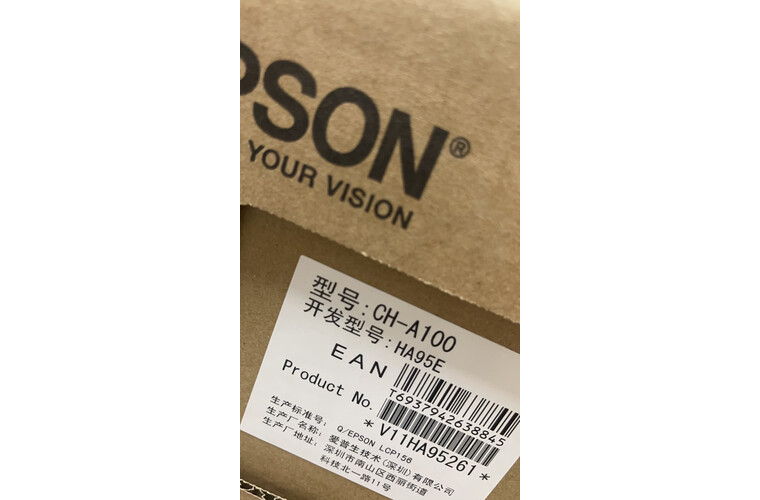 PSON®
YOUR VISION
型号: CH-A100
开发型号: HA95E
EAN
T6937942638845
Product No.
*V11HA95261*
生产标准号: Q/EPSON LCP156
生产厂名称: 爱普生技术(深圳)有限公司
生产厂地址: 深圳市南山区西丽街道
科技北一路11号